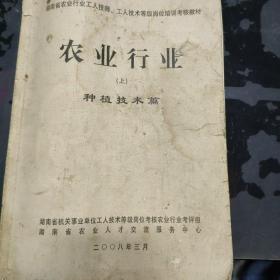 湖南省农业行业工人技师、工人技术等级岗位培训考核教材
农业行业
(上)
种植技术篇
湖南省机关事业单位工人技术等级岗位考核农业行业考评组
湖南省农业人才交流服务中心
二〇〇八年三月